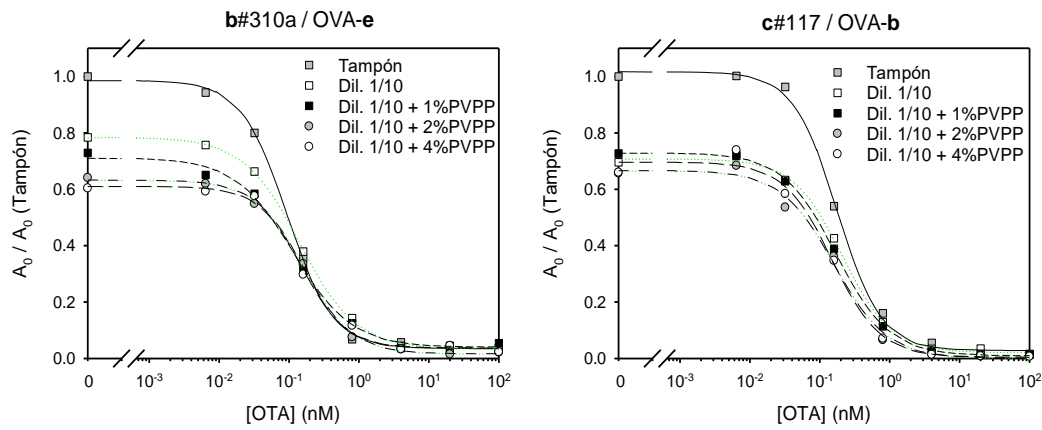 b#310a / OVA-e
A0 / A0 (Tampón)
1.0
0.8
0.6
0.4
0.2
0.0
Tampón
Dil. 1/10
Dil. 1/10 + 1%PVPP
Dil. 1/10 + 2%PVPP
Dil. 1/10 + 4%PVPP
0 10-3 10-2 10-1 100 101 102
[OTA] (nM)
c#117 / OVA-b
A0 / A0 (Tampón)
1.0
0.8
0.6
0.4
0.2
0.0
Tampón
Dil. 1/10
Dil. 1/10 + 1%PVPP
Dil. 1/10 + 2%PVPP
Dil. 1/10 + 4%PVPP
0 10-3 10-2 10-1 100 101 102
[OTA] (nM)